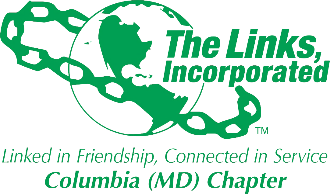 The Links,
Incorporated
TM
Linked in Friendship, Connected in Service
Columbia (MD) Chapter